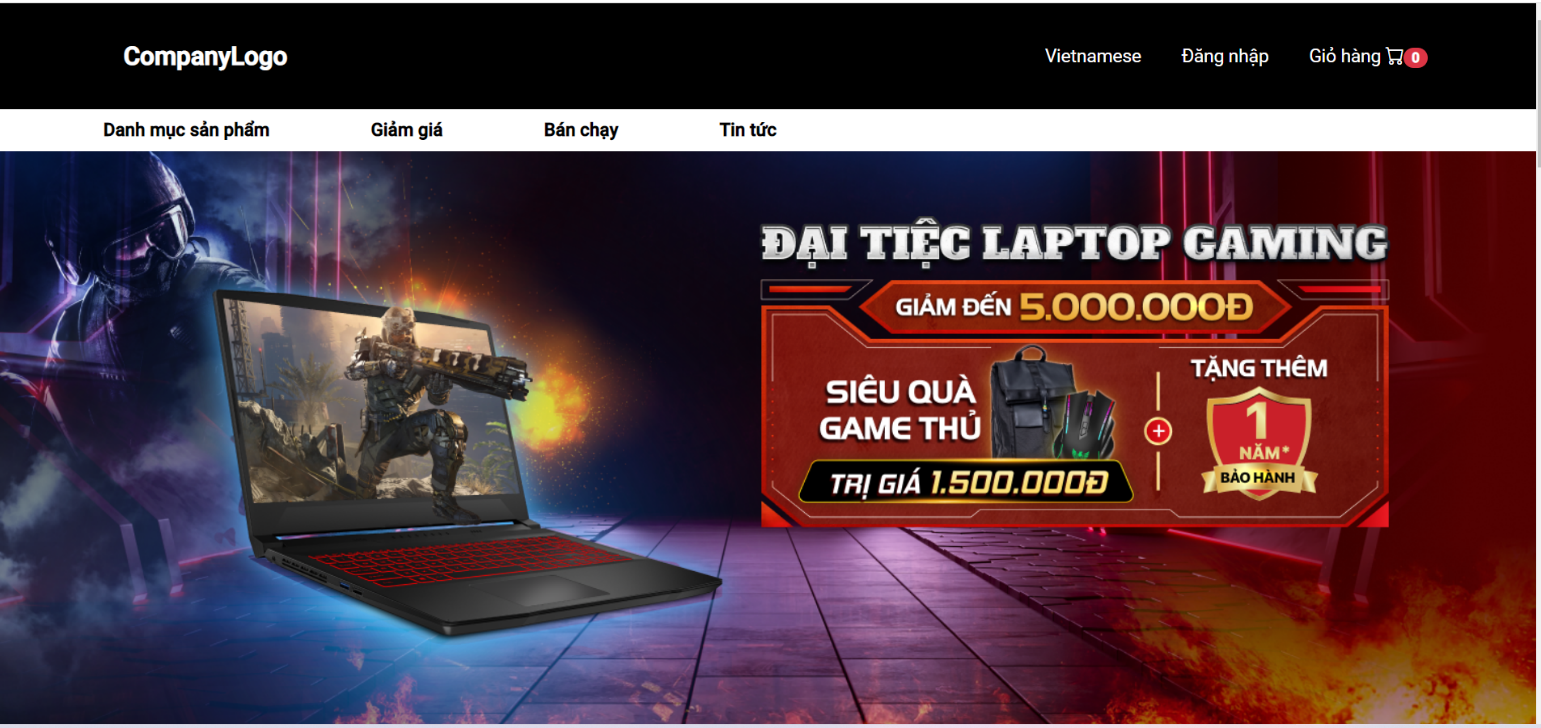 CompanyLogo
Vietnamese
Đăng nhập
Giỏ hàng 0
Danh mục sản phẩm
Giảm giá
Bán chạy
Tin tức
ĐẠI TIỆC LAPTOP GAMING
GIẢM ĐẾN 5.000.000Đ
SIÊU QUÀ
GAME THỦ
TRỊ GIÁ 1.500.000Đ
+
TẶNG THÊM
1
NĂM*
BẢO HÀNH